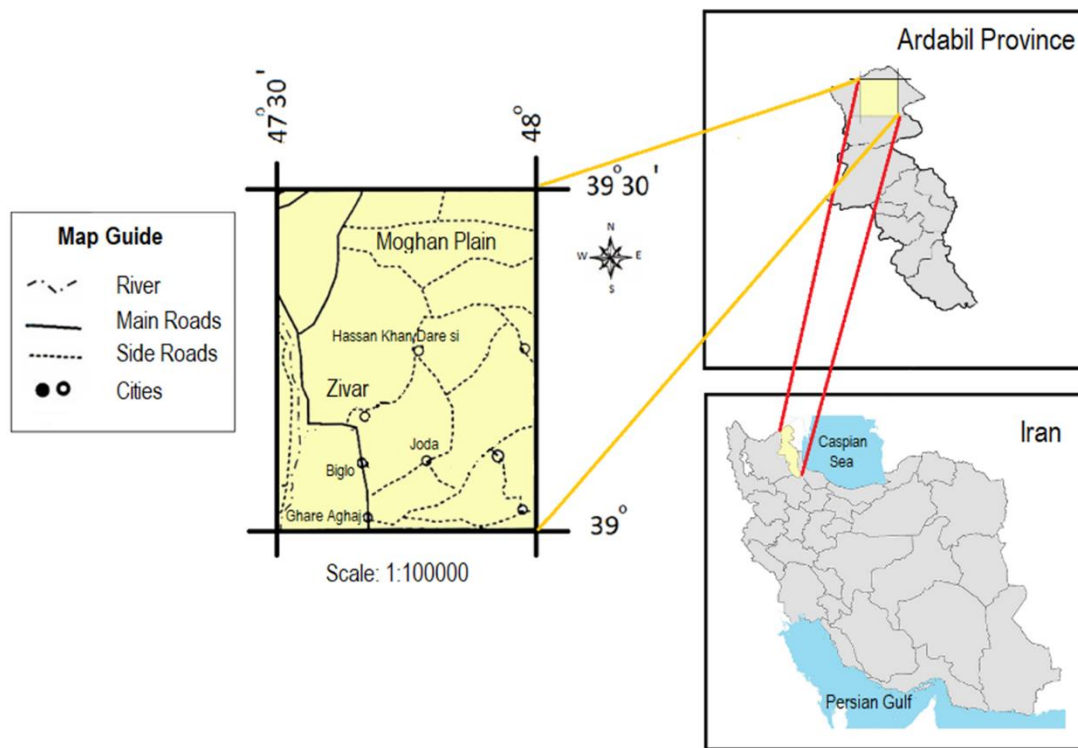 Ardabil Province
47°30'
48°
39°30'
Map Guide
River
Main Roads
Side Roads
Cities
Moghan Plain
N
W E
S
Hassan Khan Dare si
Zivar
Joda
Biglo
Ghare Aghaj
39°
Scale: 1:100000
Iran
Caspian
Sea
Persian Gulf